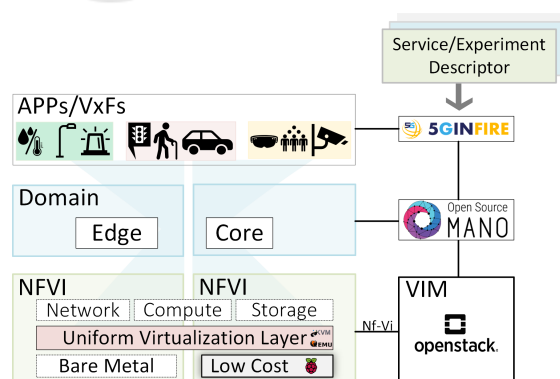 Service/Experiment
Descriptor
APPs/VxFs
5G 5GINFIRE
Domain
Edge
Core
Open Source
MANO
NFVI
NFVI
VIM
Network
Compute
Storage
Uniform Virtualization Layer
KVM
QEMU
Nf-Vi
openstack.
Bare Metal
Low Cost